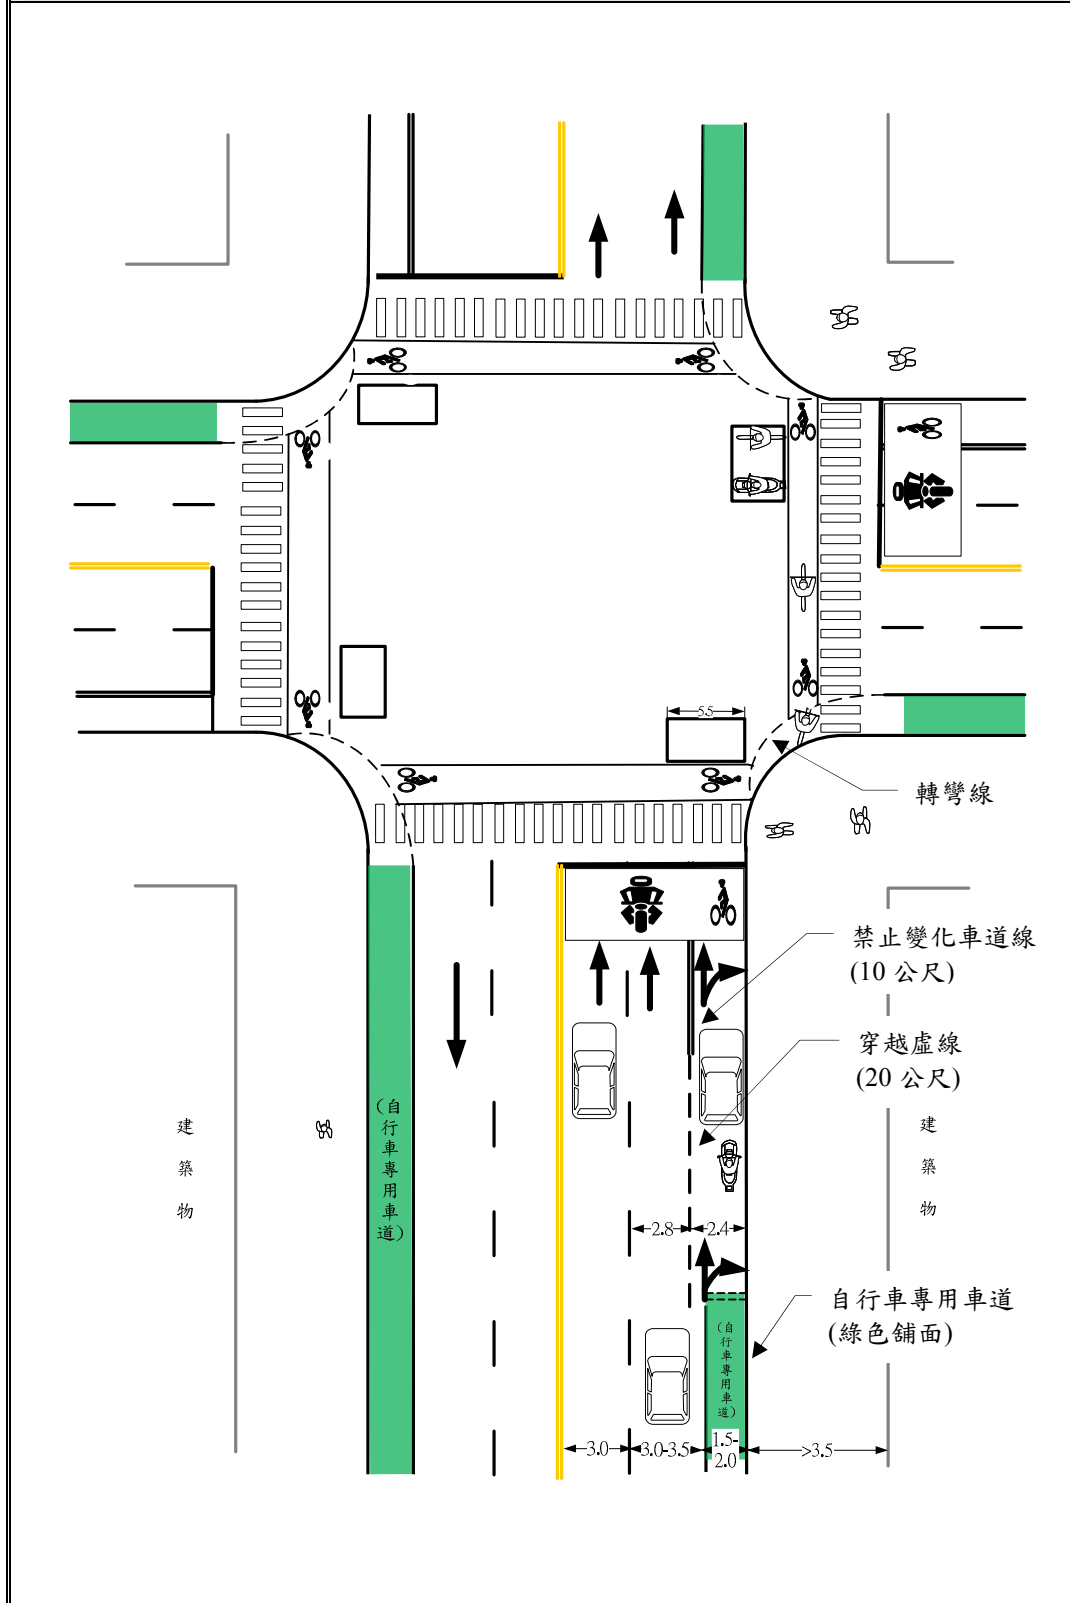 5.5
轉彎線
禁止變化車道線
(10 公尺)
穿越虛線
(20 公尺)
(自行車專用車道)
建築物
建築物
2.8
2.4
自行車專用車道
(綠色舖面)
(自行車專用車道)
3.0
3.0-3.5
1.5-
2.0
>3.5